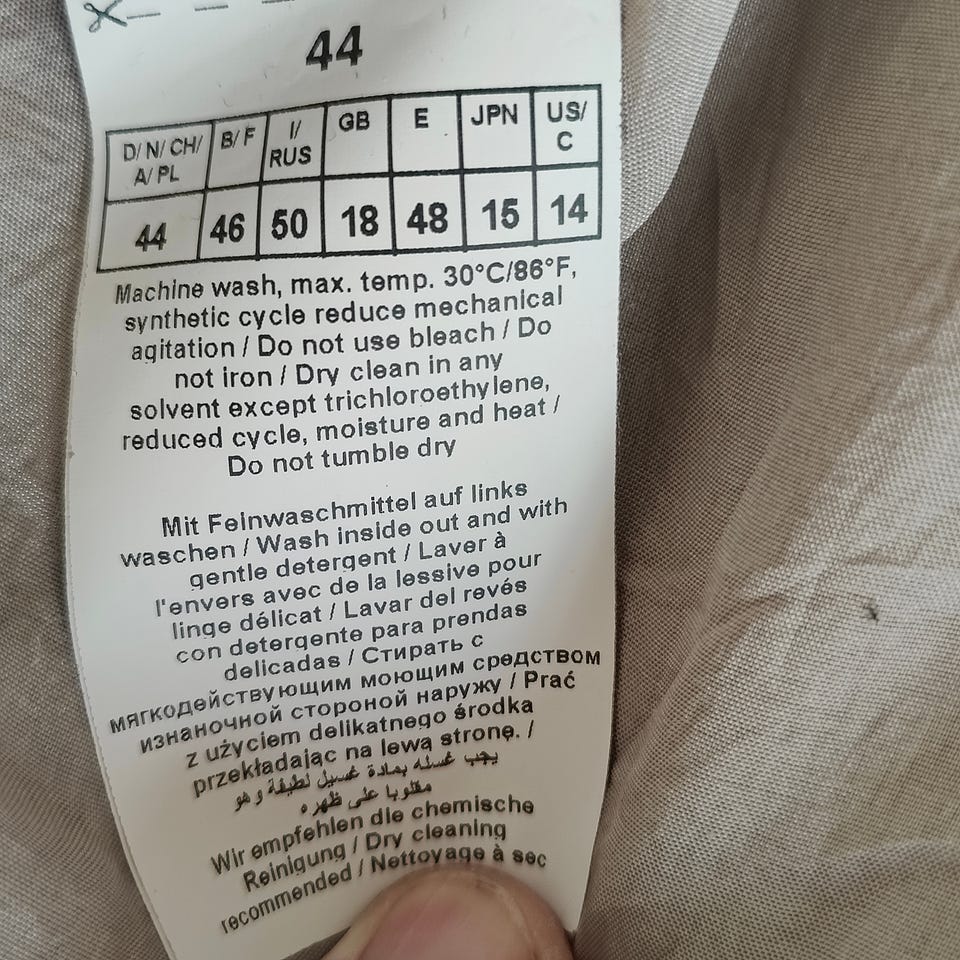 44
D/ N/ CH/ A/ PL B/ F I/ RUS GB E JPN US/ C
44 46 50 18 48 15 14
Machine wash, max. temp. 30°C/86°F,
synthetic cycle reduce mechanical
agitation / Do not use bleach / Do
not iron / Dry clean in any
solvent except trichloroethylene,
reduced cycle, moisture and heat /
Do not tumble dry
Mit Feinwaschmittel auf links
waschen / Wash inside out and with
gentle detergent / Laver à
l'envers avec de la lessive pour
linge délicat / Lavar del revés
con detergente para prendas
delicadas / Стирать с
мягкодействующим моющим средством
изнаночной стороной наружу / Prać
z użyciem delikatnego środka
przekładając na lewą stronę. /
يجب غسله بمادة غسيل لطيفة و هو
مقلوبا على ظهره
Wir empfehlen die chemische
Reinigung / Dry cleaning
recommended / Nettoyage à sec